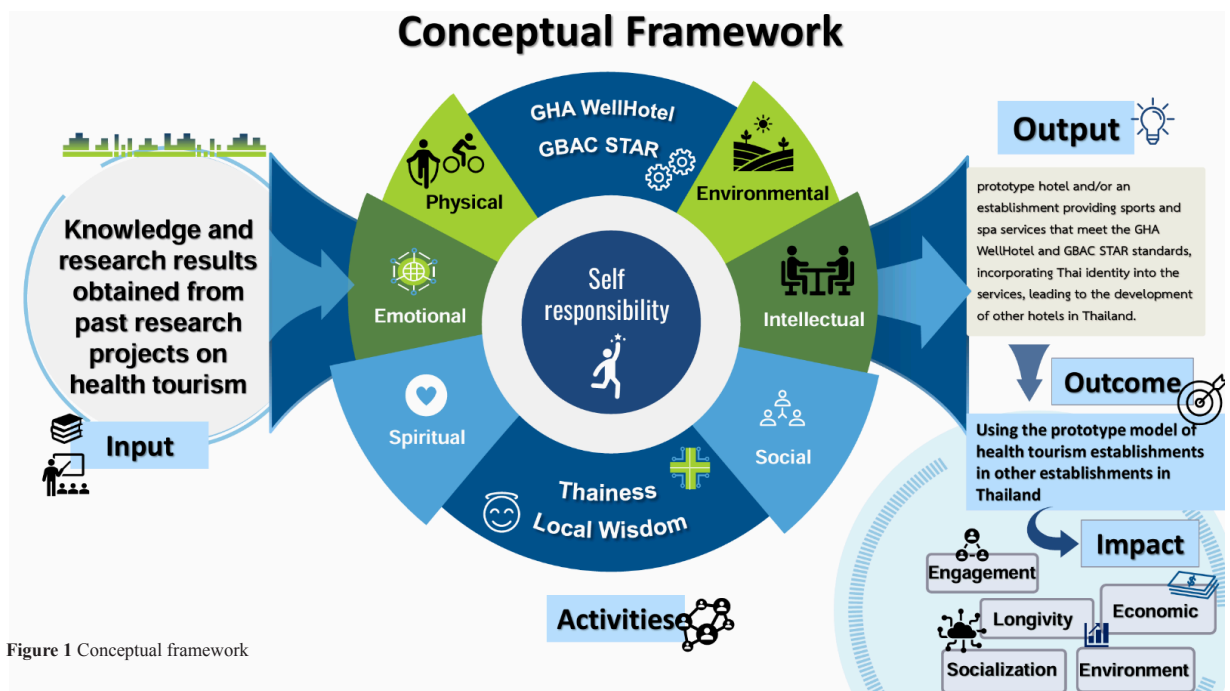 Conceptual Framework
Knowledge and
research results
obtained from
past research
projects on
health tourism
Input
GHA WellHotel
GBAC STAR
Physical
Environmental
Emotional
Intellectual
Spiritual
Social
Self
responsibility
Thainess
Local Wisdom
Activities
Output
prototype hotel and/or an
establishment providing sports and
spa services that meet the GHA
WellHotel and GBAC STAR standards,
incorporating Thai identity into the
services, leading to the development
of other hotels in Thailand.
Outcome
Using the prototype model of
health tourism establishments
in other establishments in
Thailand
Impact
Engagement
Longivity
Economic
Socialization
Environment
$
Figure 1 Conceptual framework